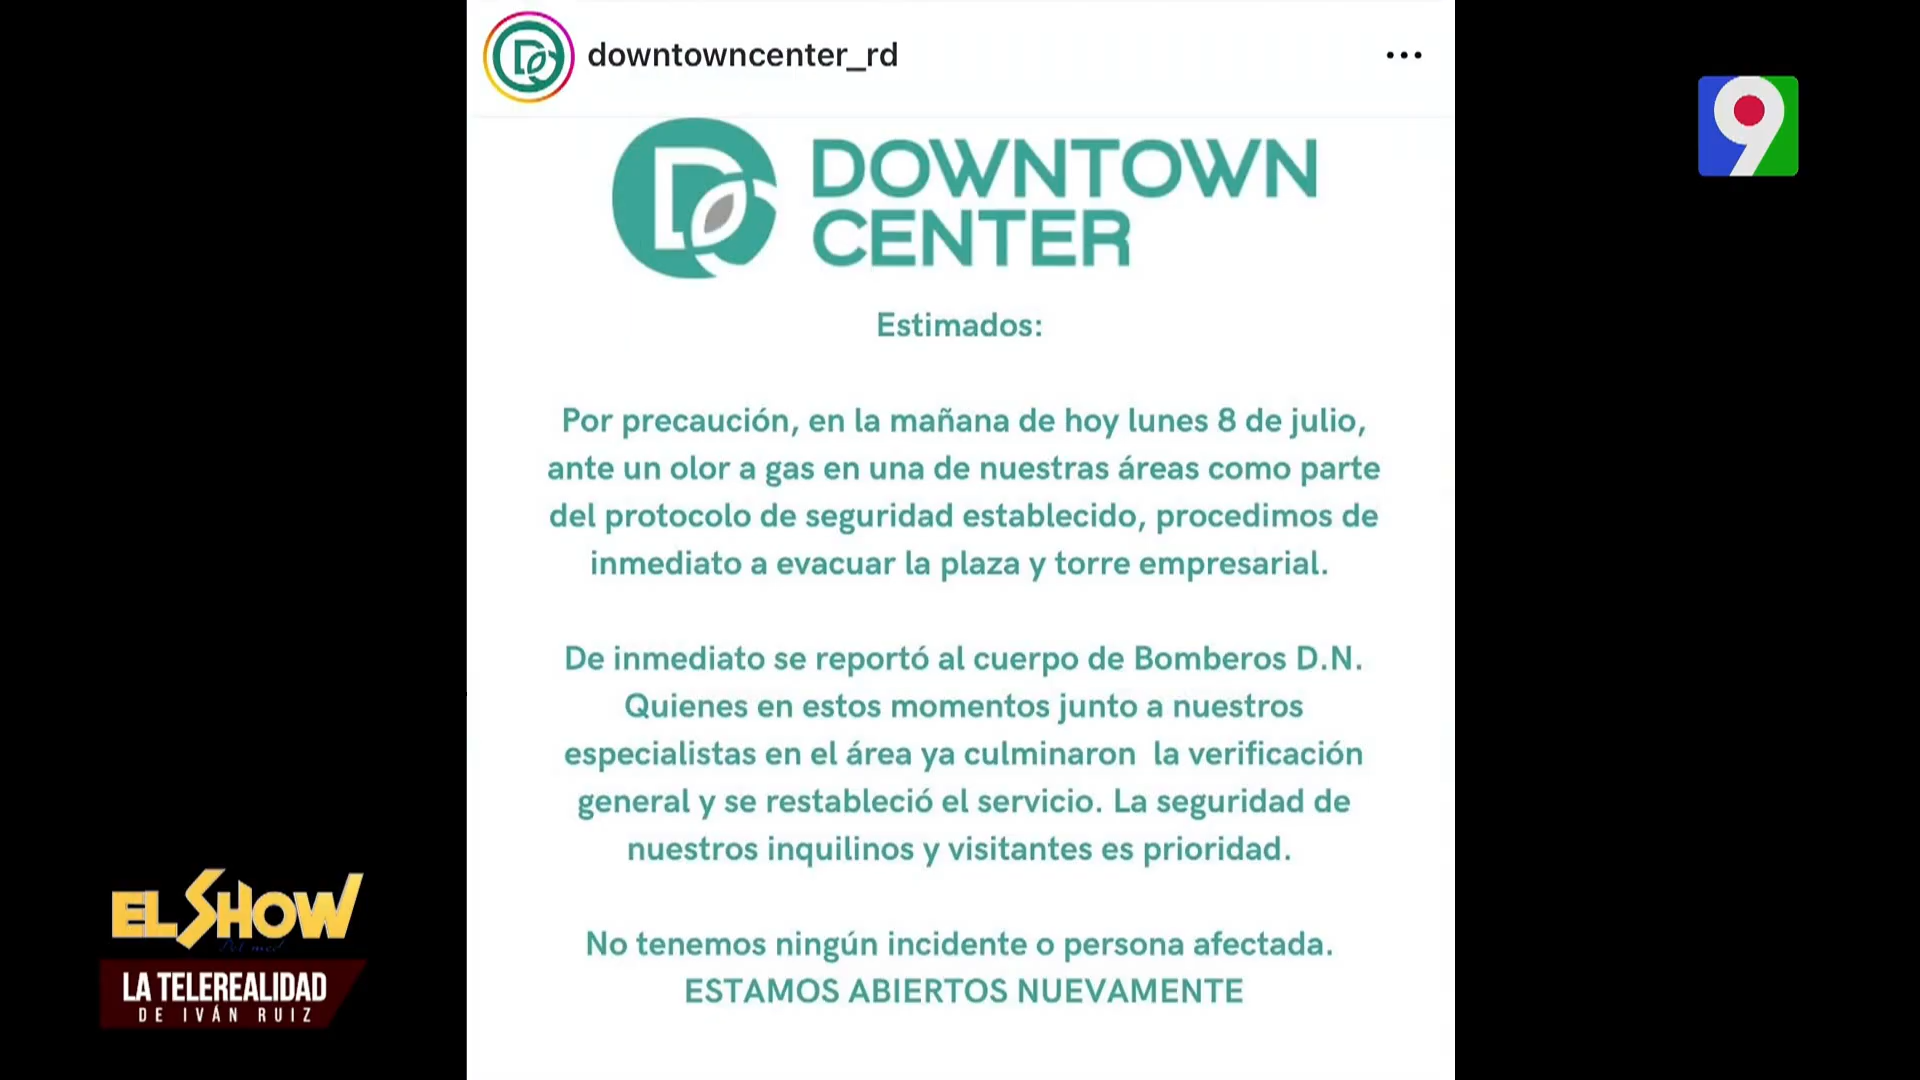 downtowncenter_rd
9
DOWNTOWN
CENTER
Estimados:
Por precaución, en la mañana de hoy lunes 8 de julio,
ante un olor a gas en una de nuestras áreas como parte
del protocolo de seguridad establecido, procedimos de
inmediato a evacuar la plaza y torre empresarial.
De inmediato se reportó al cuerpo de Bomberos D.N.
Quienes en estos momentos junto a nuestros
especialistas en el área ya culminaron la verificación
general y se restableció el servicio. La seguridad de
nuestros inquilinos y visitantes es prioridad.
No tenemos ningún incidente o persona afectada.
ESTAMOS ABIERTOS NUEVAMENTE
EL SHOW
LA TELEREALIDAD
DE IVÁN RUIZ